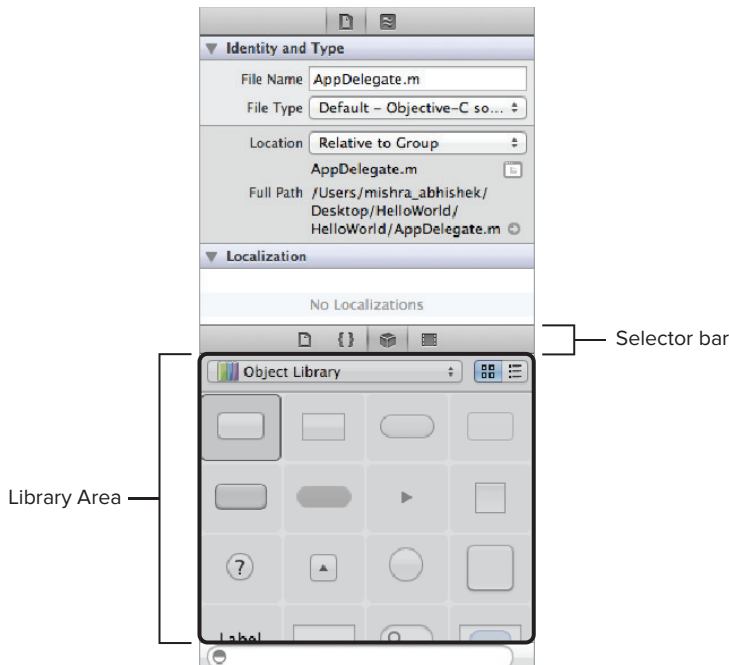 Identity and Type
File Name AppDelegate.m
File Type Default – Objective–C so...
Location Relative to Group
AppDelegate.m
Full Path /Users/mishra_abhishek/
Desktop/HelloWorld/
HelloWorld/AppDelegate.m
Localization
No Localizations
{ }
Selector bar
Object Library
Library Area
?
Label